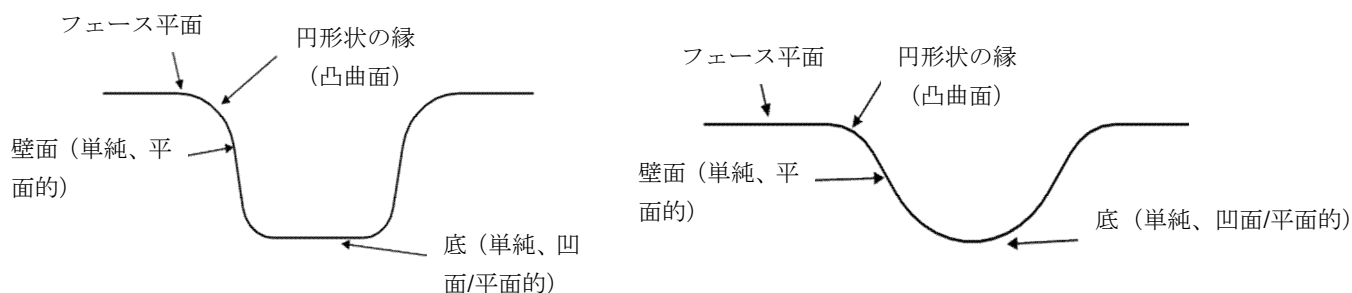 フェース平面
円形状の縁
（凸曲面）
壁面（単純、平
面的）
底（単純、凹
面/平面的）
フェース平面
円形状の縁
（凸曲面）
壁面（単純、平
面的）
底（単純、凹面/平面的）